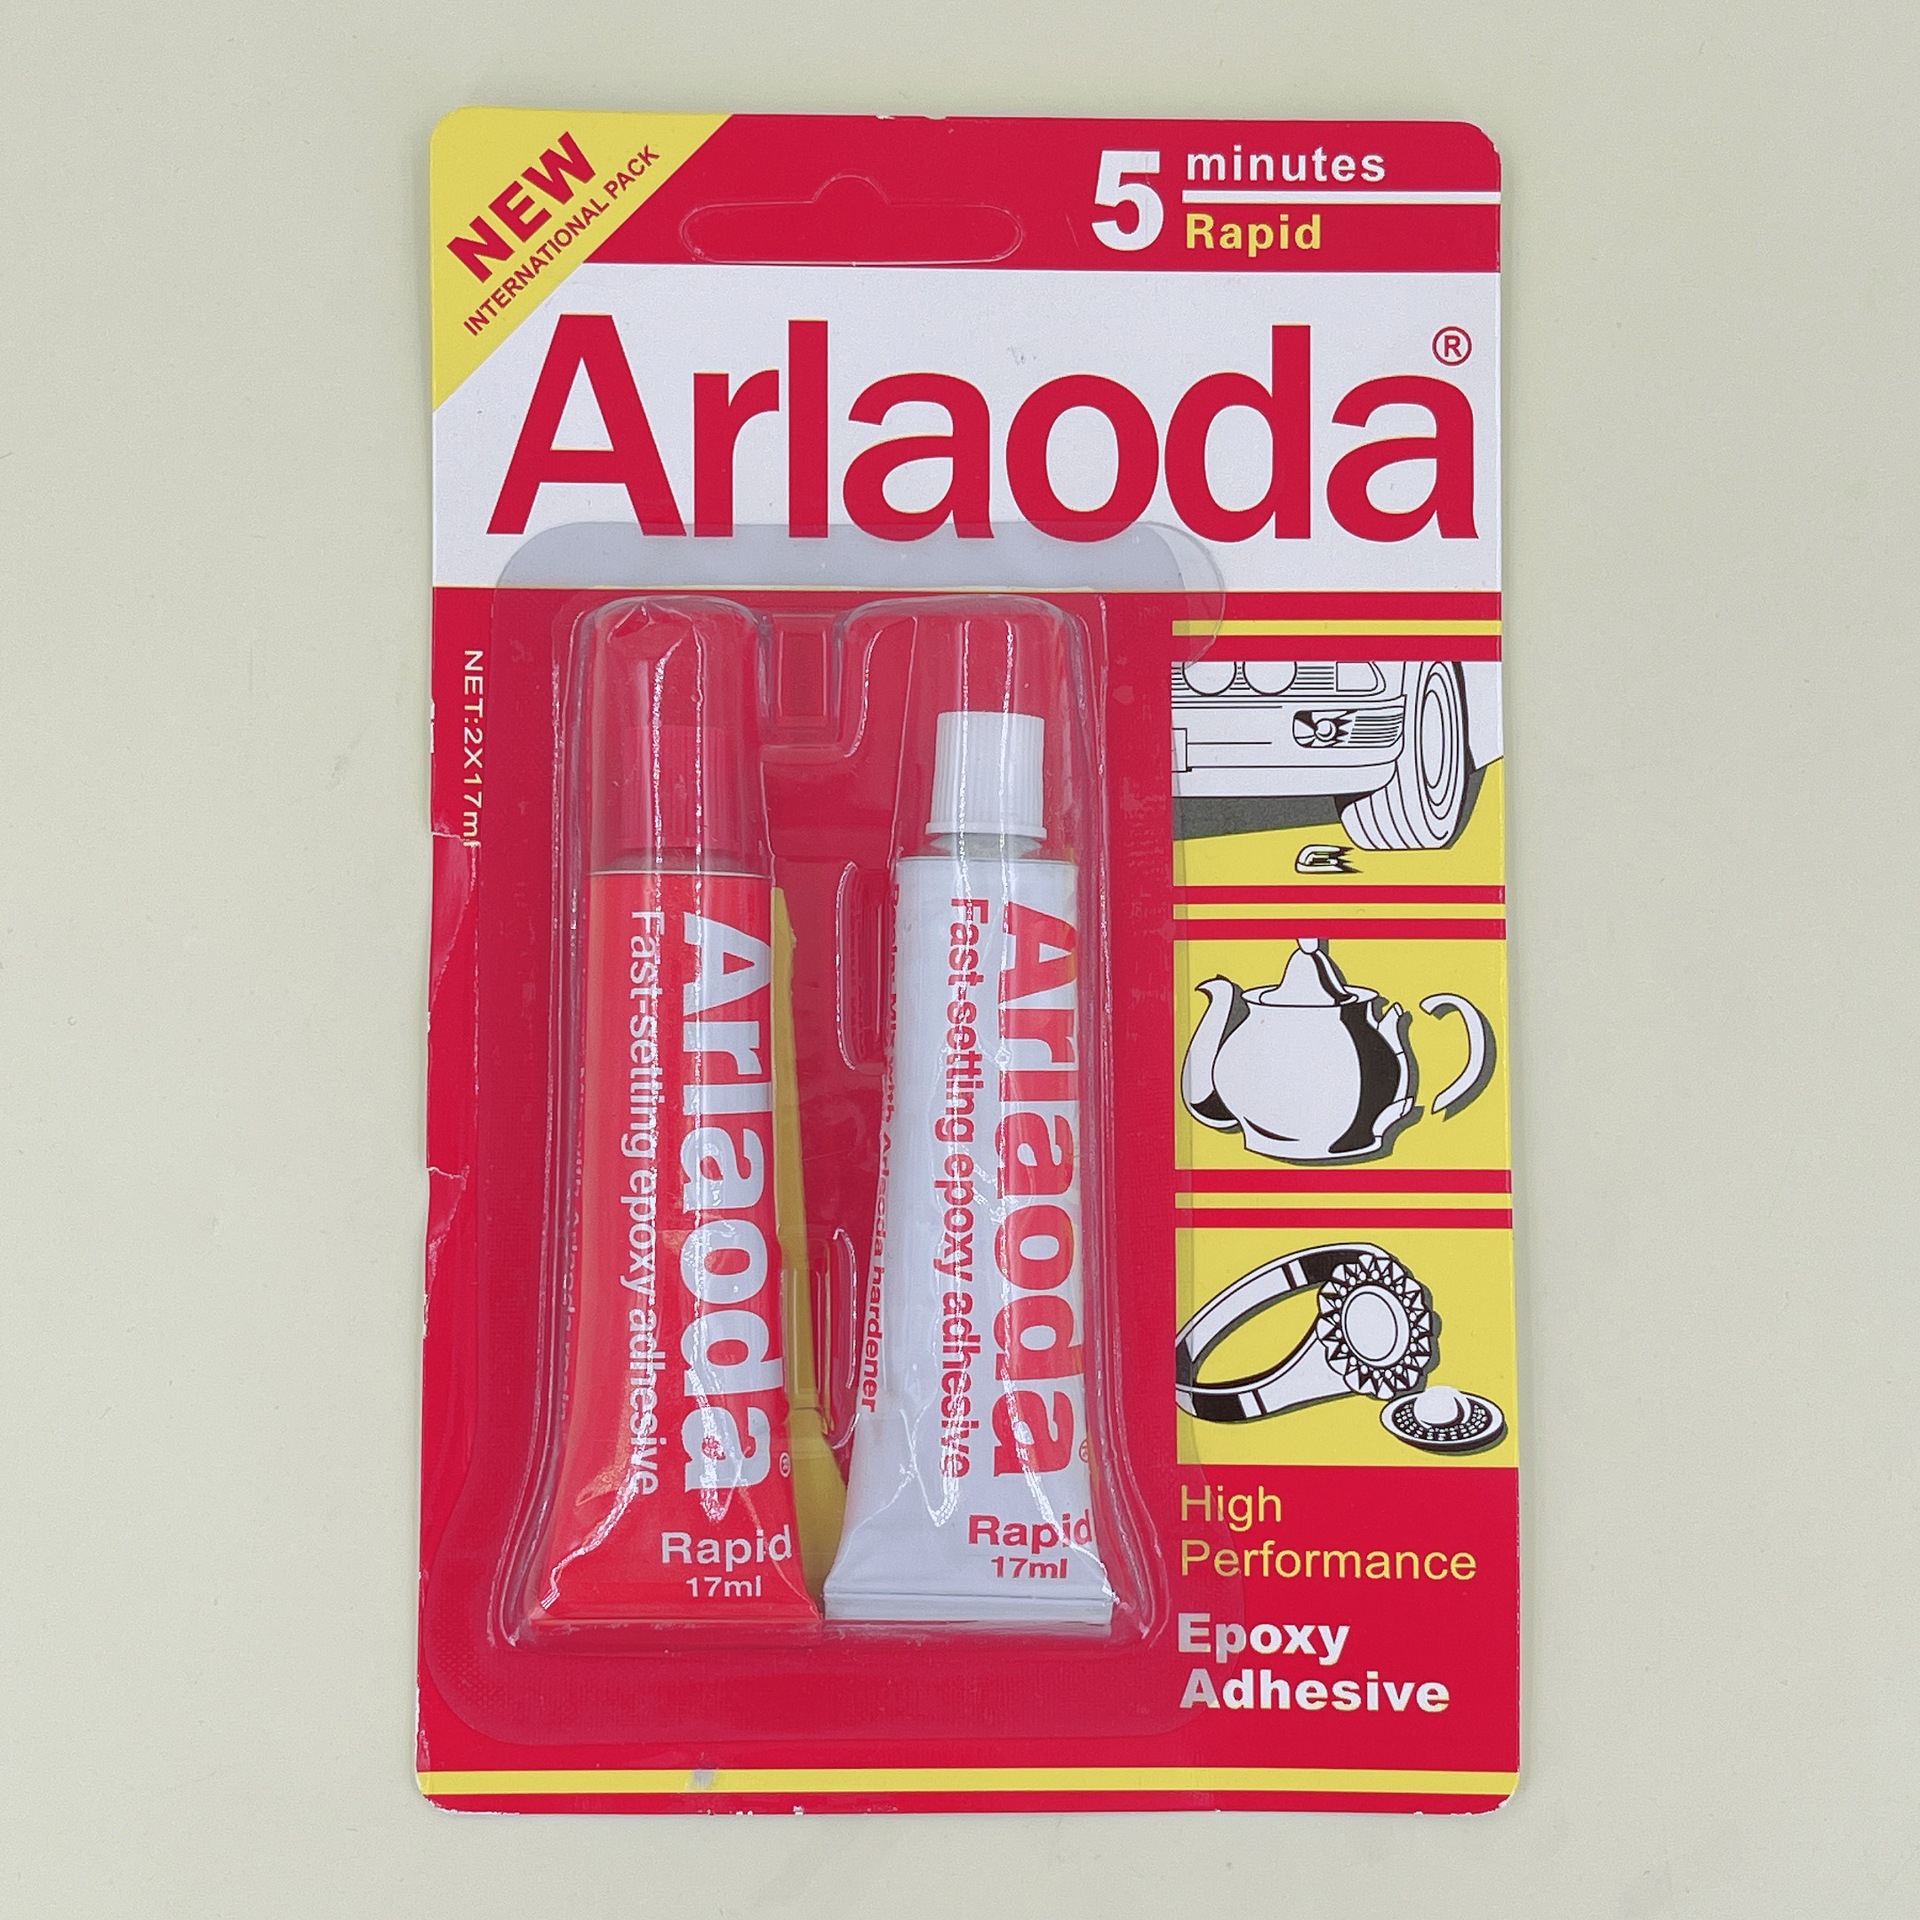 NEW
INTERNATIONAL PACK
5 minutes
Rapid
Arlaoda®
NET:2X17ml
Arlaoda®
Fast-setting epoxy adhesive
Rapid
17ml
Arlaoda®
Fast-setting epoxy adhesive
with Arlaoda hardener
Rapid
17ml
High
Performance
Epoxy
Adhesive